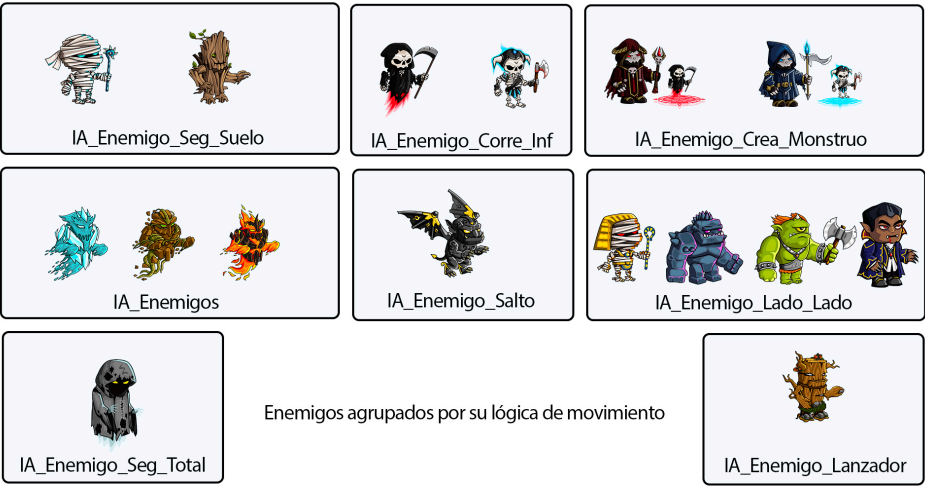 IA_Enemigo_Seg_Suelo
IA_Enemigo_Corre_Inf
IA_Enemigo_Crea_Monstruo
IA_Enemigos
IA_Enemigo_Salto
IA_Enemigo_Lado_Lado
IA_Enemigo_Seg_Total
Enemigos agrupados por su lógica de movimiento
IA_Enemigo_Lanzador